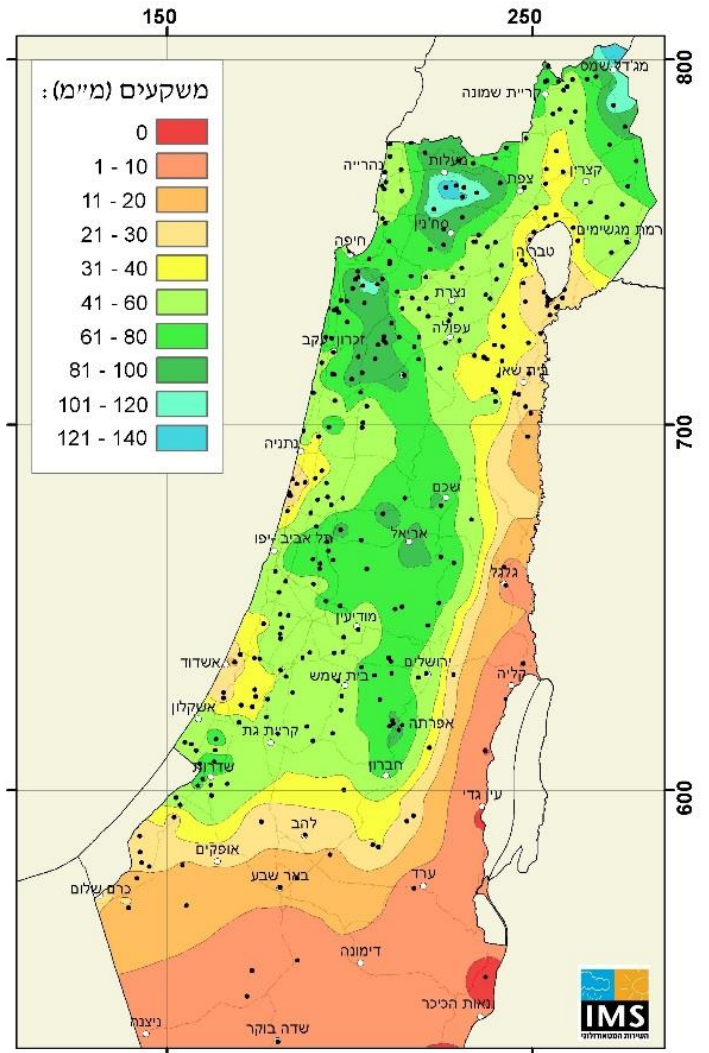 150
250
800
משקעים (מ״מ):
0
1 - 10
11 - 20
21 - 30
31 - 40
41 - 60
61 - 80
81 - 100
101 - 120
121 - 140
מג'דל שמס
קריית שמונה
מעלות
נהרייה
צפת
קצרין
סח'נין
רמת מגשימים
חיפה
טבריה
נצרת
עפולה
זכרון יעקב
בית שאן
700
נתניה
שכם
תל אביב -יפו
אריאל
גלגל
מודיעין
אשדוד
ירושלים
בית שמש
קליה
אשקלון
אפרתה
קריית גת
חברון
שדרות
600
עין גדי
להב
אופקים
באר שבע
ערד
כרם שלום
דימונה
נאות הכיכר
ניצנה
שדה בוקר
IMS
השירות המטאורולוגי